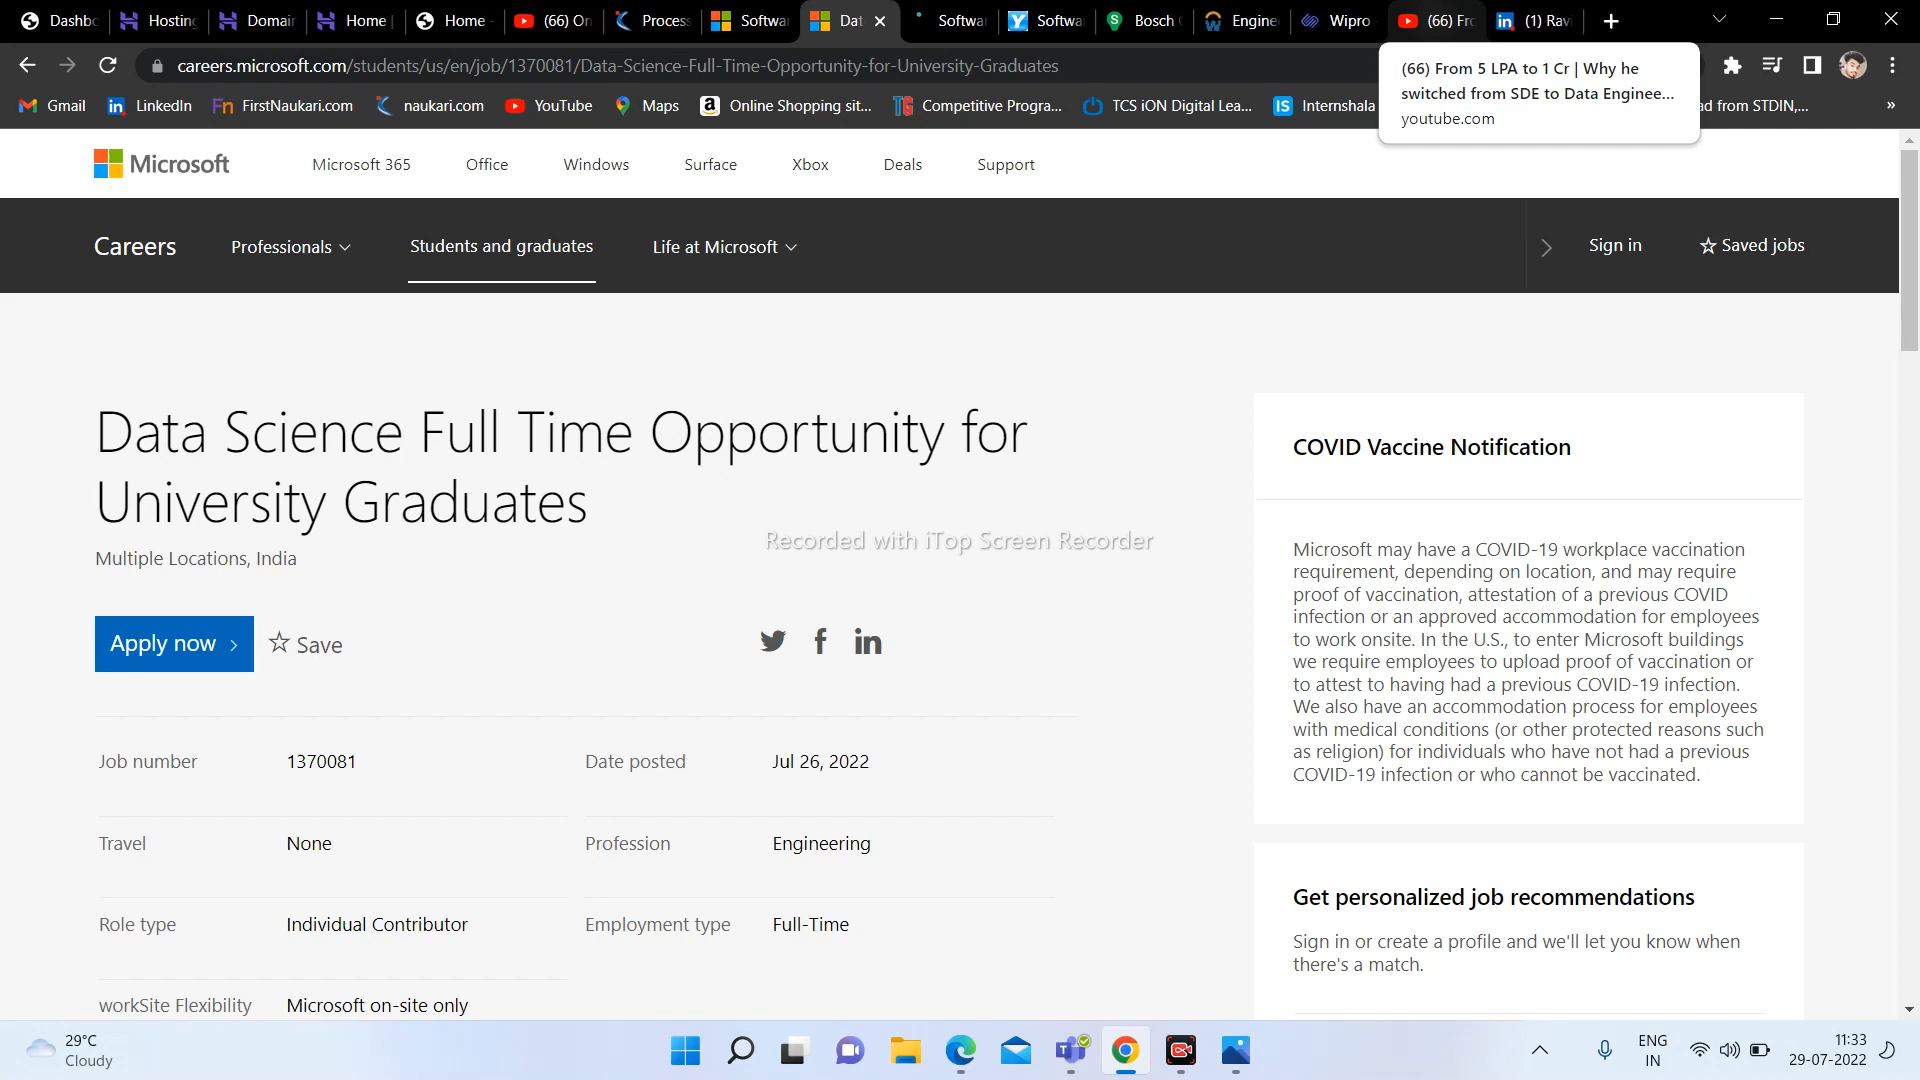 Dashbo
Hosting
Domain
Home
Home -
(66) On
Process
Softwar
Dat
Softwar
Softwa
Bosch
Engine
Wipro
(66) Fro
(1) Ravi
careers.microsoft.com/students/us/en/job/1370081/Data-Science-Full-Time-Opportunity-for-University-Graduates
(66) From 5 LPA to 1 Cr | Why he
switched from SDE to Data Enginee...
youtube.com
Gmail
LinkedIn
FirstNaukari.com
naukari.com
YouTube
Maps
Online Shopping sit...
Competitive Progra...
TCS iON Digital Lea...
Internshala
ad from STDIN,...
»
Microsoft
Microsoft 365
Office
Windows
Surface
Xbox
Deals
Support
Careers
Professionals
Students and graduates
Life at Microsoft
Sign in
Saved jobs
Data Science Full Time Opportunity for
University Graduates
Multiple Locations, India
Recorded with iTop Screen Recorder
Apply now
Save
Job number 1370081 Date posted Jul 26, 2022
Travel None Profession Engineering
Role type Individual Contributor Employment type Full-Time
workSite Flexibility Microsoft on-site only
COVID Vaccine Notification
Microsoft may have a COVID-19 workplace vaccination
requirement, depending on location, and may require
proof of vaccination, attestation of a previous COVID
infection or an approved accommodation for employees
to work onsite. In the U.S., to enter Microsoft buildings
we require employees to upload proof of vaccination or
to attest to having had a previous COVID-19 infection.
We also have an accommodation process for employees
with medical conditions (or other protected reasons such
as religion) for individuals who have not had a previous
COVID-19 infection or who cannot be vaccinated.
Get personalized job recommendations
Sign in or create a profile and we'll let you know when
there's a match.
29°C
Cloudy
ENG
IN
11:33
29-07-2022